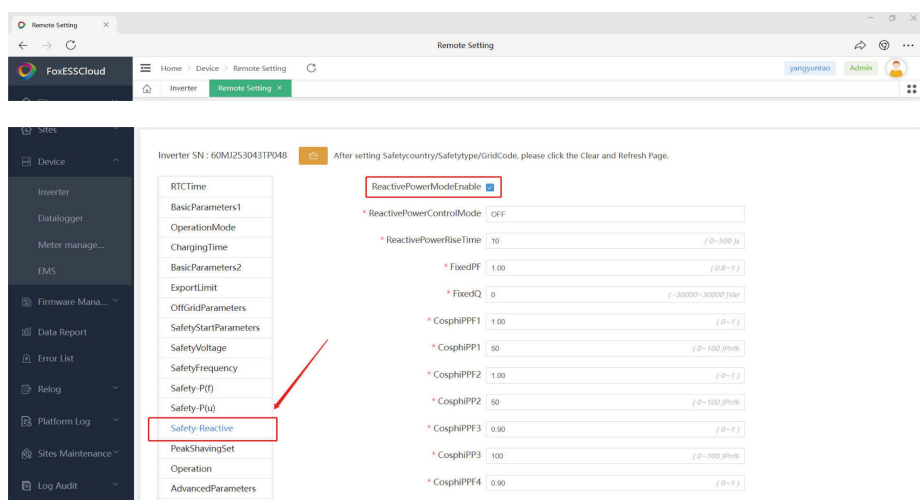 Remote Setting
Remote Setting
FoxESSCloud
Home > Device > Remote Setting
yangyuntao
Admin
Inverter
Remote Setting
Sites
Device
Inverter
Datalogger
Meter manage...
EMS
Firmware Mana...
Data Report
Error List
Relog
Platform Log
Sites Maintenance
Log Audit
Inverter SN : 60MJ253043TP048
After setting Safetycountry/Safetytype/GridCode, please click the Clear and Refresh Page.
RTCTime
BasicParameters1
OperationMode
ChargingTime
BasicParameters2
ExportLimit
OffGridParameters
SafetyStartParameters
SafetyVoltage
SafetyFrequency
Safety-P(f)
Safety-P(u)
Safety-Reactive
PeakShavingSet
Operation
AdvancedParameters
ReactivePowerModeEnable
* ReactivePowerControlMode OFF
* ReactivePowerRiseTime 10 ( 0~500 )s
* FixedPF 1.00 ( 0.8~1 )
* FixedQ 0 ( -30000~30000 )Var
* CosphiPPF1 1.00 ( 0~1 )
* CosphiPP1 50 ( 0~100 )Pn%
* CosphiPPF2 1.00 ( 0~1 )
* CosphiPP2 50 ( 0~100 )Pn%
* CosphiPPF3 0.90 ( 0~1 )
* CosphiPP3 100 ( 0~100 )Pn%
* CosphiPPF4 0.90 ( 0~1 )